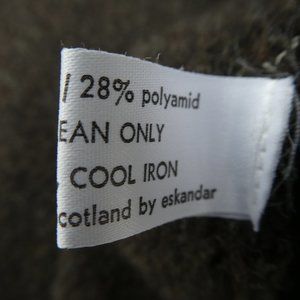 / 28% polyamid
EAN ONLY
COOL IRON
cotland by eskandar